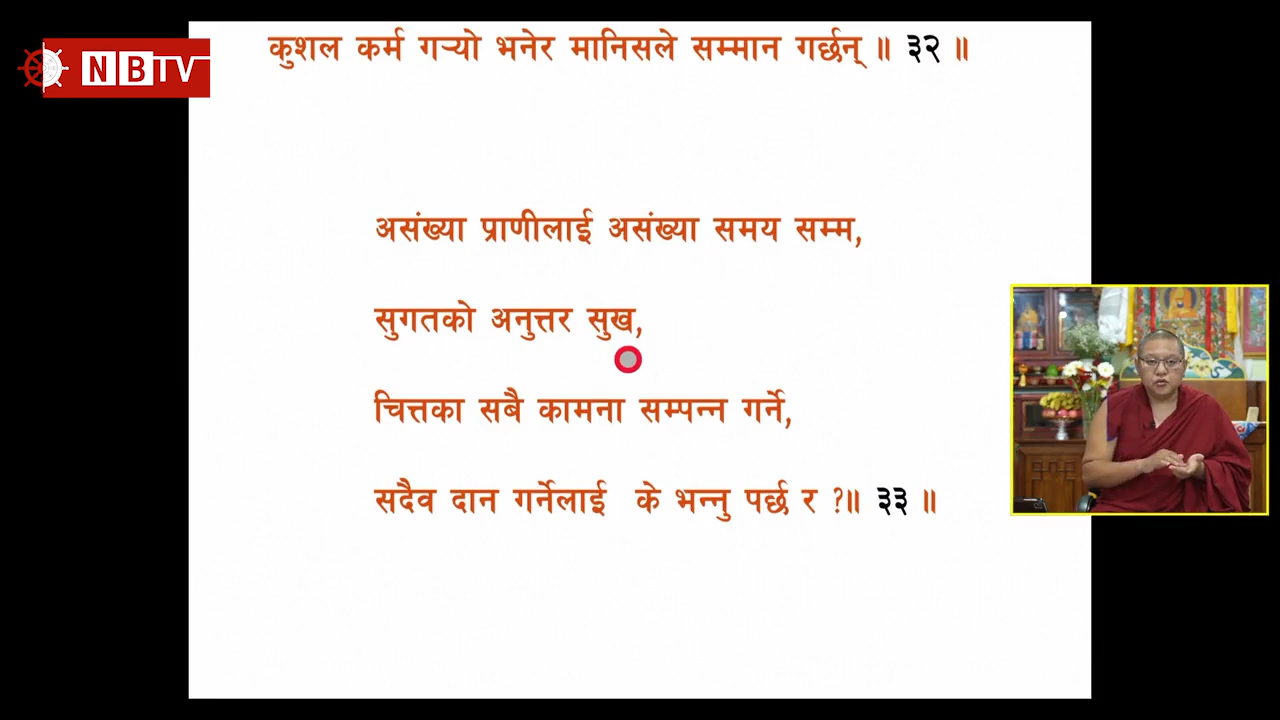 कुशल कर्म गर्‍यो भनेर मानिसले सम्मान गर्छन् ॥ ३२ ॥
NBTV
असंख्या प्राणीलाई असंख्या समय सम्म,
सुगतको अनुत्तर सुख,
चित्तका सबै कामना सम्पन्न गर्ने,
सदैव दान गर्नेलाई के भन्नु पर्छ र ?॥ ३३ ॥